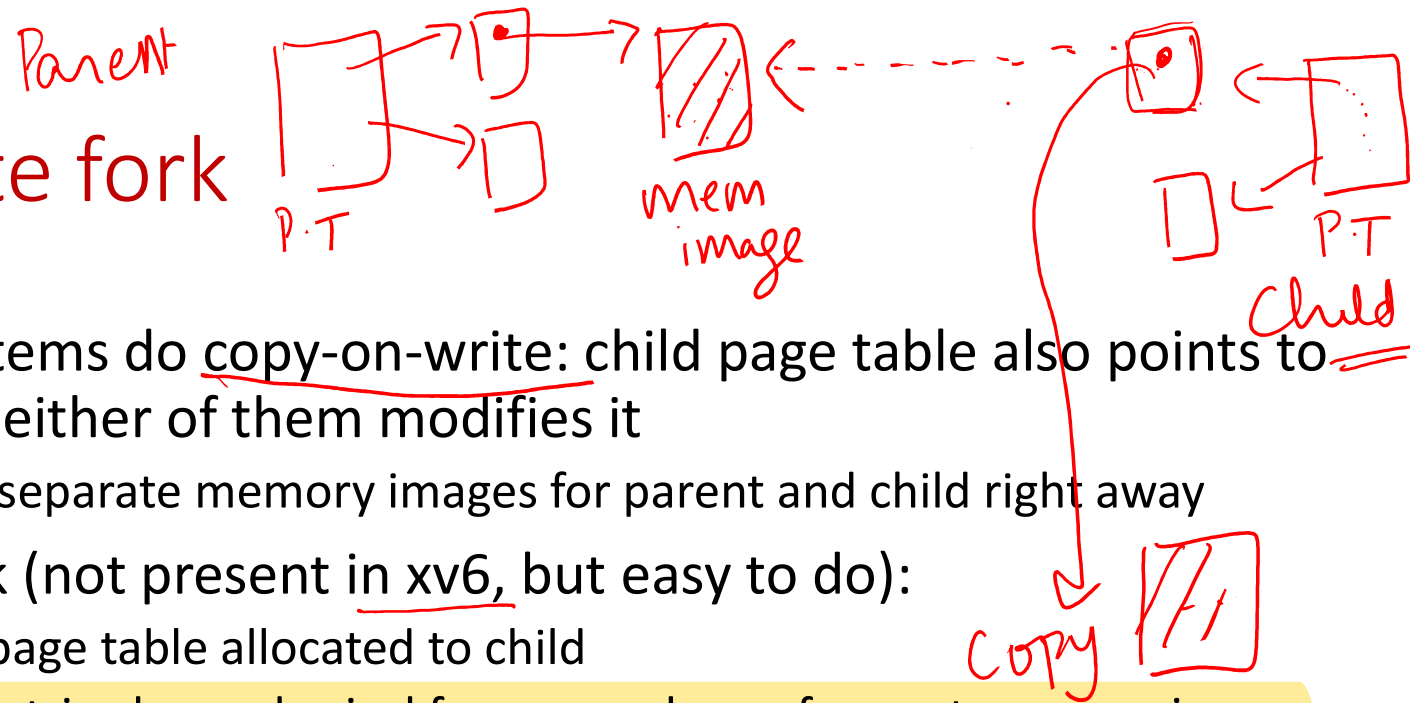 Parent
te fork
P.T
mem
image
P.T
Child
tems do copy-on-write: child page table also points to
either of them modifies it
separate memory images for parent and child right away
k (not present in xv6, but easy to do):
page table allocated to child
copy